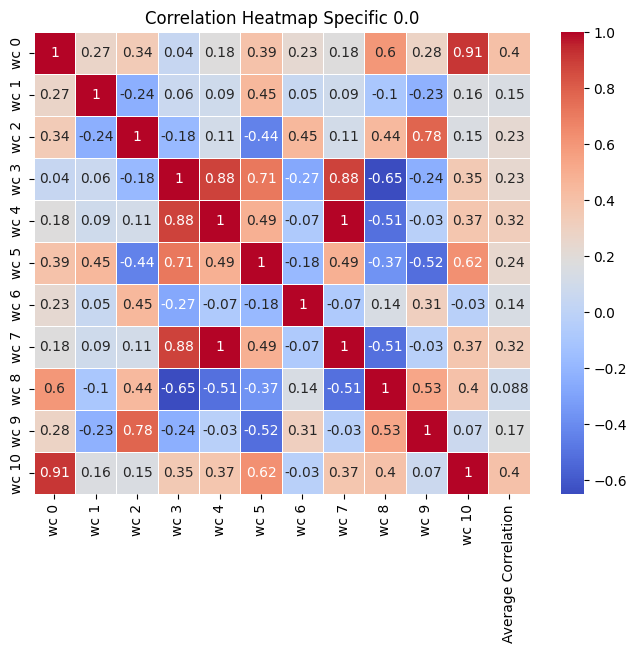 Correlation Heatmap Specific 0.0
wc 0 1 0.27 0.34 0.04 0.18 0.39 0.23 0.18 0.6 0.28 0.91 0.4
wc 1 0.27 1 -0.24 0.06 0.09 0.45 0.05 0.09 -0.1 -0.23 0.16 0.15
wc 2 0.34 -0.24 1 -0.18 0.11 -0.44 0.45 0.11 0.44 0.78 0.15 0.23
wc 3 0.04 0.06 -0.18 1 0.88 0.71 -0.27 0.88 -0.65 -0.24 0.35 0.23
wc 4 0.18 0.09 0.11 0.88 1 0.49 -0.07 1 -0.51 -0.03 0.37 0.32
wc 5 0.39 0.45 -0.44 0.71 0.49 1 -0.18 0.49 -0.37 -0.52 0.62 0.24
wc 6 0.23 0.05 0.45 -0.27 -0.07 -0.18 1 -0.07 0.14 0.31 -0.03 0.14
wc 7 0.18 0.09 0.11 0.88 1 0.49 -0.07 1 -0.51 -0.03 0.37 0.32
wc 8 0.6 -0.1 0.44 -0.65 -0.51 -0.37 0.14 -0.51 1 0.53 0.4 0.088
wc 9 0.28 -0.23 0.78 -0.24 -0.03 -0.52 0.31 -0.03 0.53 1 0.07 0.17
wc 10 0.91 0.16 0.15 0.35 0.37 0.62 -0.03 0.37 0.4 0.07 1 0.4
wc 0 wc 1 wc 2 wc 3 wc 4 wc 5 wc 6 wc 7 wc 8 wc 9 wc 10 Average Correlation
1.0
0.8
0.6
0.4
0.2
0.0
−0.2
−0.4
−0.6